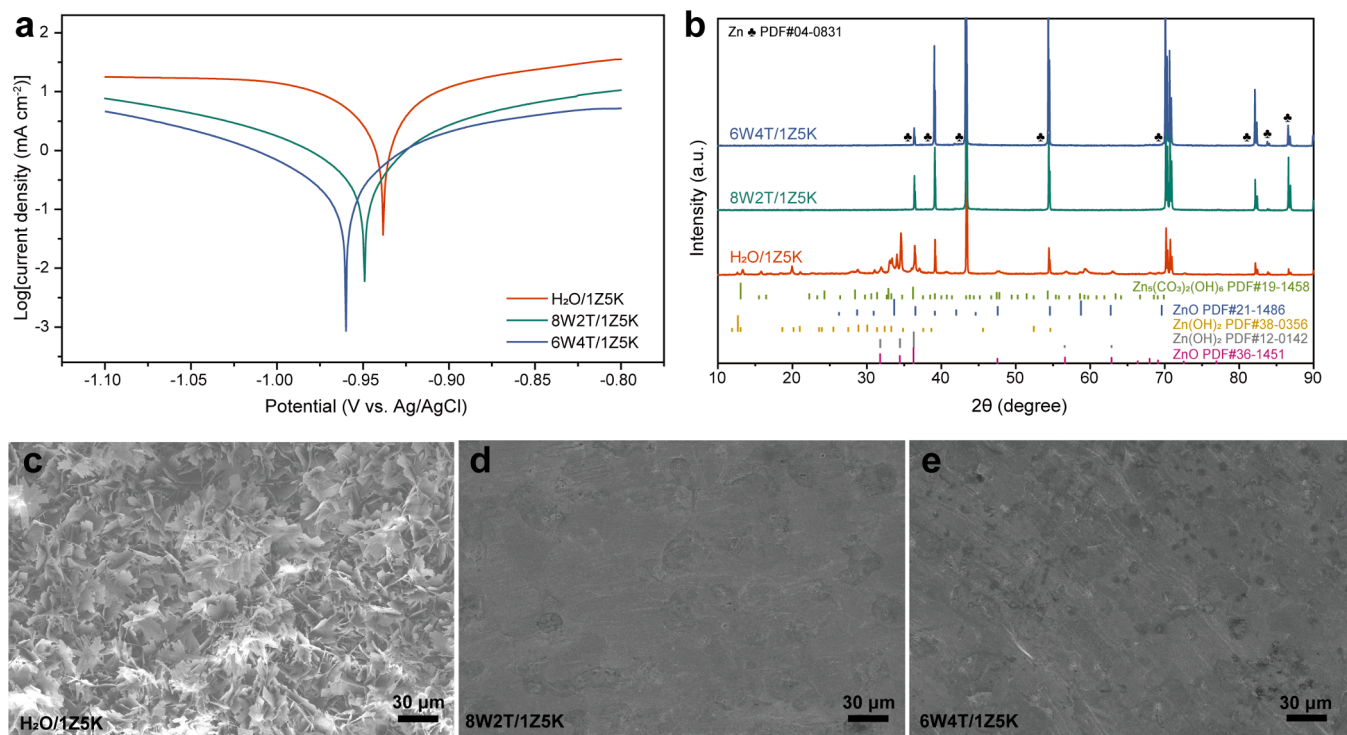 a
Log[current density (mA cm⁻²)]
2
1
0
-1
-2
-3
H₂O/1Z5K
8W2T/1Z5K
6W4T/1Z5K
-1.10
-1.05
-1.00
-0.95
-0.90
-0.85
-0.80
Potential (V vs. Ag/AgCl)
b
Intensity (a.u.)
Zn ♣ PDF#04-0831
6W4T/1Z5K
♣ ♣ ♣ ♣ ♣ ♣ ♣ ♣
8W2T/1Z5K
H₂O/1Z5K
Zn₅(CO₃)₂(OH)₆ PDF#19-1458
ZnO PDF#21-1486
Zn(OH)₂ PDF#38-0356
Zn(OH)₂ PDF#12-0142
ZnO PDF#36-1451
10
20
30
40
50
60
70
80
90
2θ (degree)
c
H₂O/1Z5K
30 μm
d
8W2T/1Z5K
30 μm
e
6W4T/1Z5K
30 μm